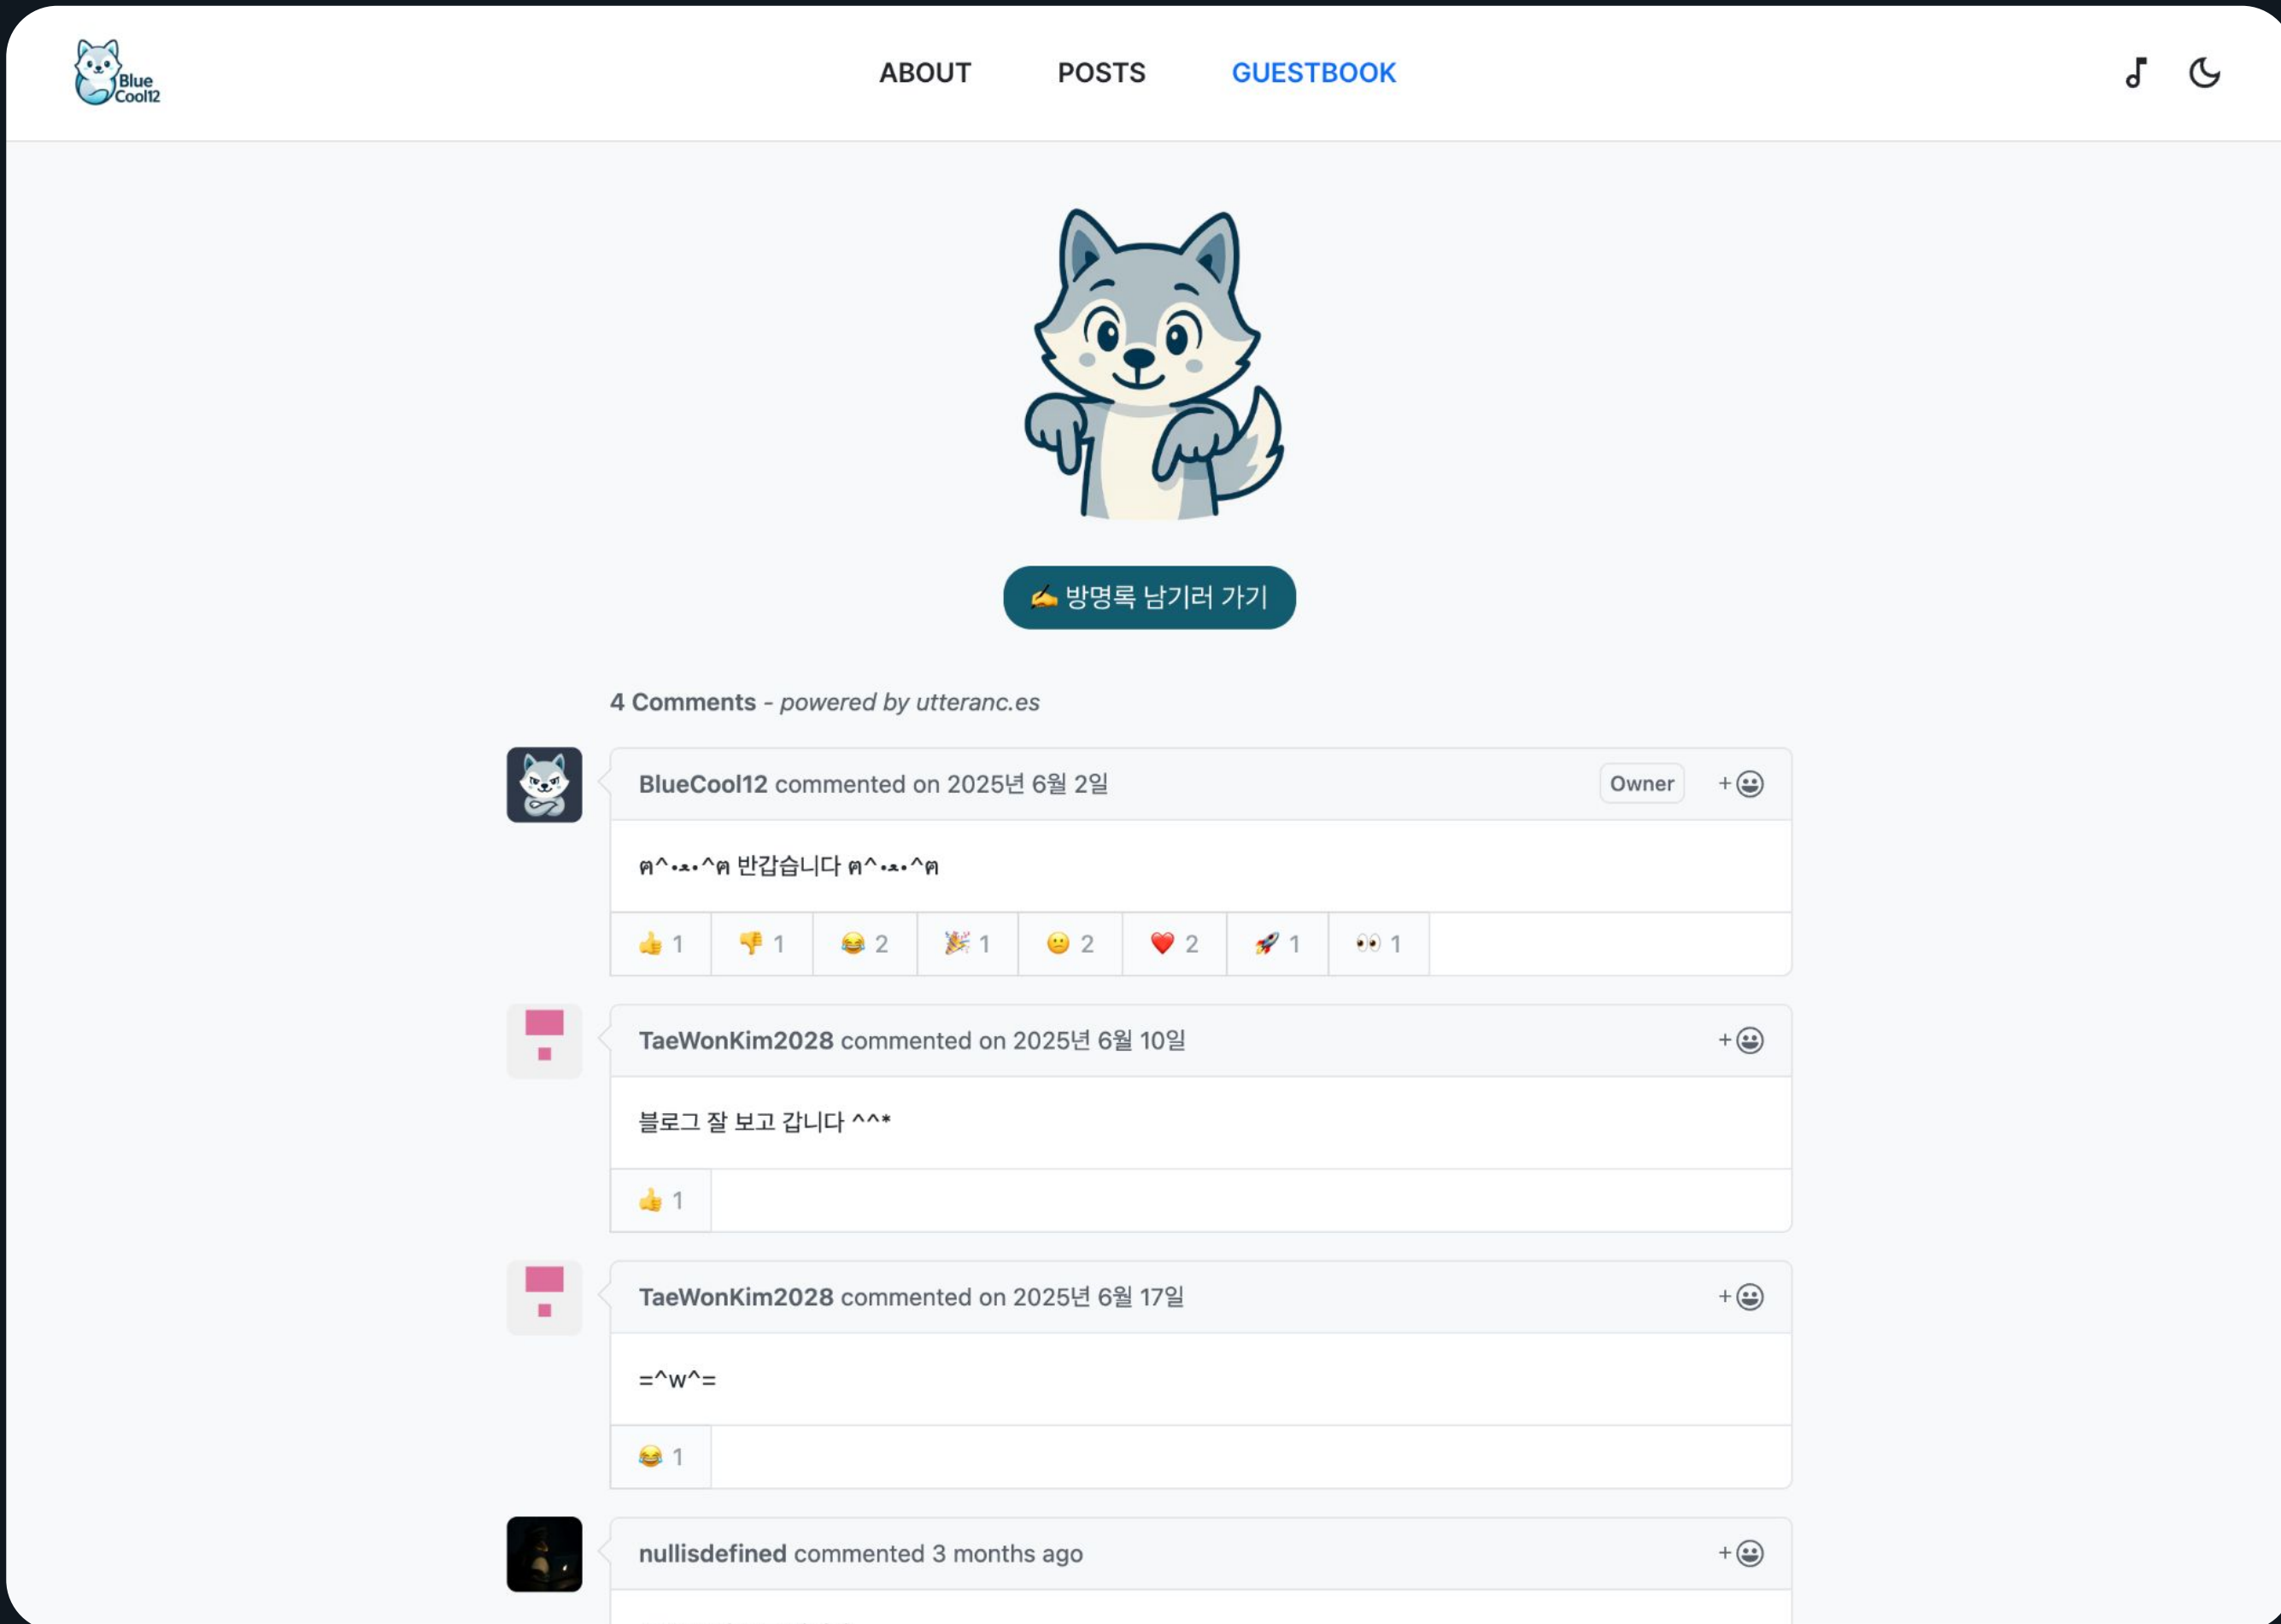 Blue
Cool12
ABOUT POSTS GUESTBOOK
✍️ 방명록 남기러 가기
4 Comments - powered by utteranc.es
BlueCool12 commented on 2025년 6월 2일 Owner +
ฅ^•ﻌ•^ฅ 반갑습니다 ฅ^•ﻌ•^ฅ
👍 1 👎 1 😂 2 🎉 1 😕 2 ❤️ 2 🚀 1 👀 1
TaeWonKim2028 commented on 2025년 6월 10일 +
블로그 잘 보고 갑니다 ^^*
👍 1
TaeWonKim2028 commented on 2025년 6월 17일 +
=^w^=
😂 1
nullisdefined commented 3 months ago +